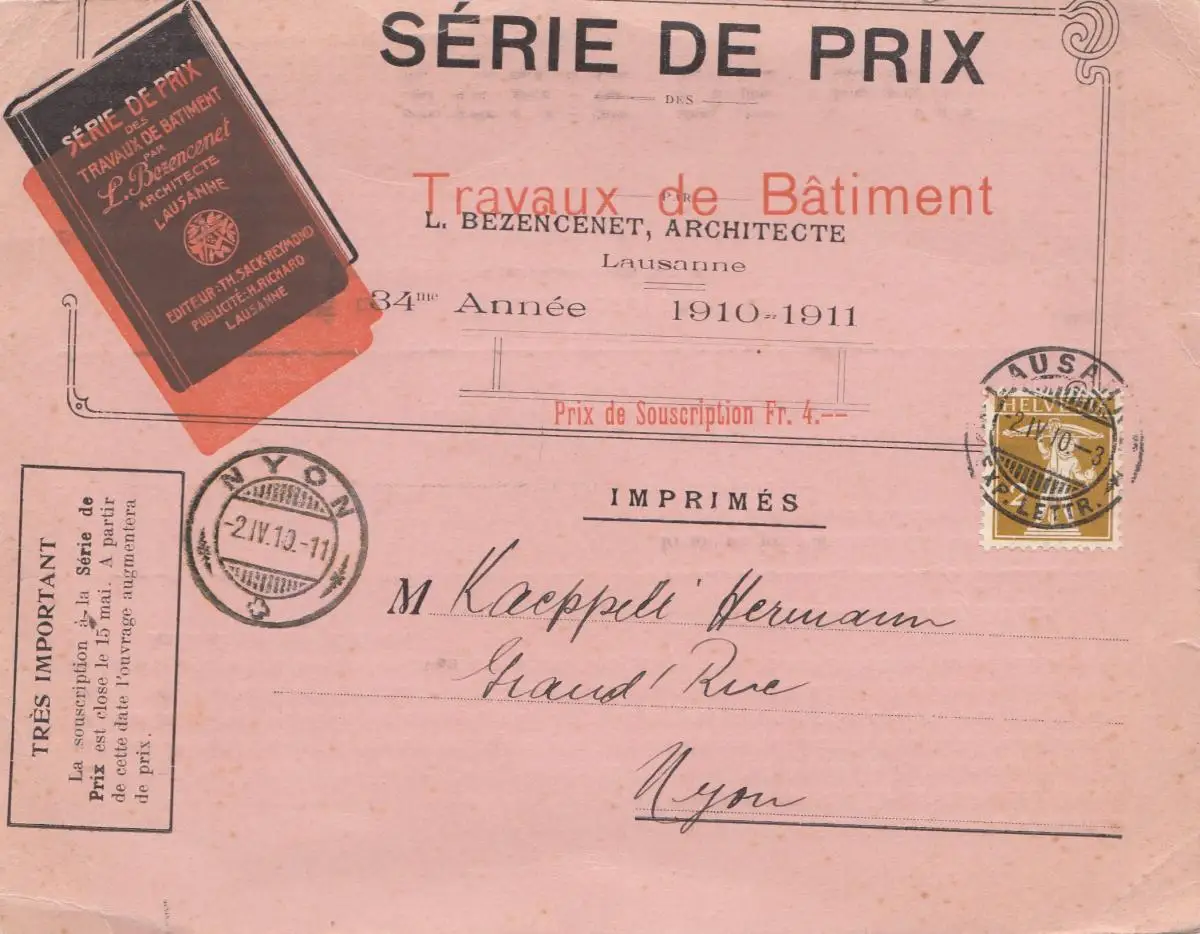 SÉRIE DE PRIX
DES
Travaux de Bâtiment
PAR
L. BEZENCENET, ARCHITECTE
Lausanne
34me Année 1910-1911
Prix de Souscription Fr. 4.--
SÉRIE DE PRIX
DES
TRAVAUX DE BATIMENT
PAR
L. Bezencenet
ARCHITECTE
LAUSANNE
EDITEUR: TH. SACK-REYMOND
PUBLICITÉ: H. RICHARD
LAUSANNE
IMPRIMÉS
M Kaeppeli Hermann
Grand' Rue
Nyon
TRÈS IMPORTANT
La souscription à la Série de
Prix est close le 15 mai. A partir
de cette date l'ouvrage augmentera
de prix.
NYON
-2.IV.10.-11
AUSA
2.IV.10.-3
EXP. LETTR.
HELVE